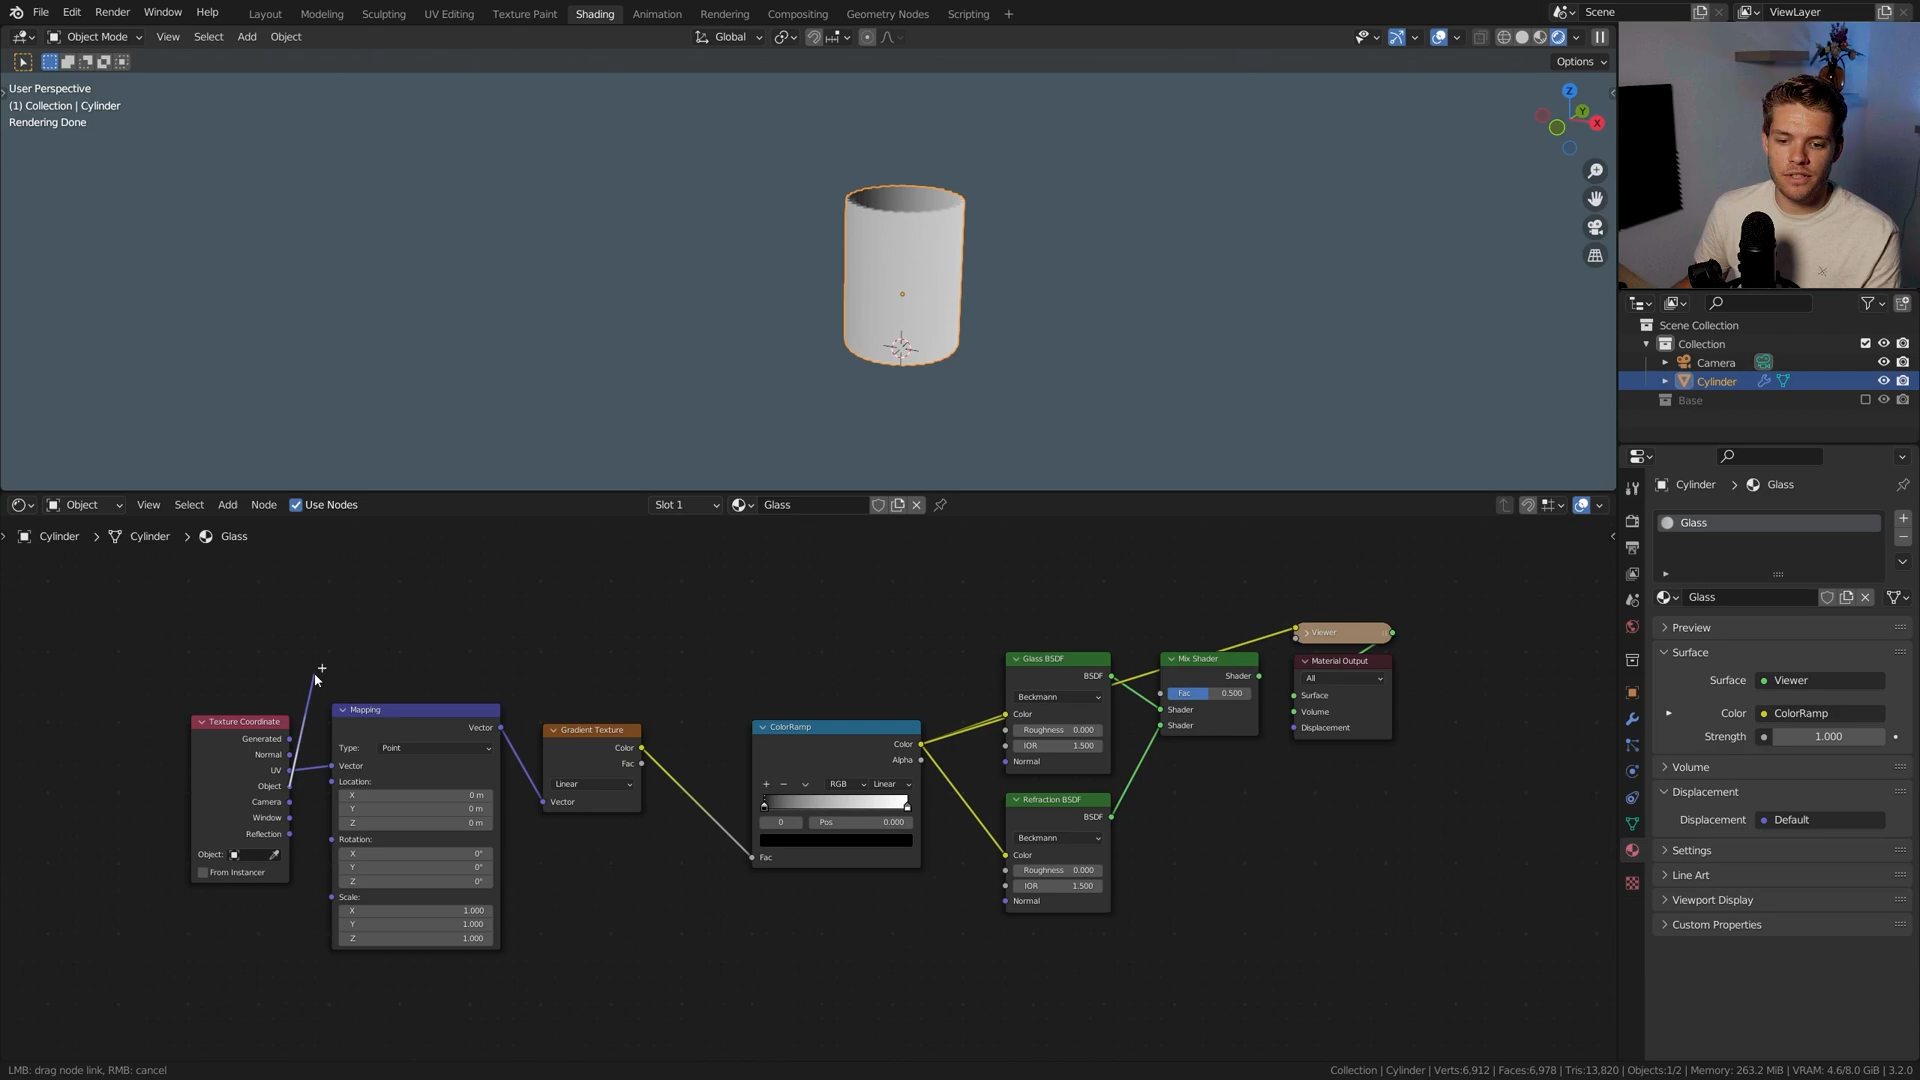 File Edit Render Window Help
Layout Modeling Sculpting UV Editing Texture Paint Shading Animation Rendering Compositing Geometry Nodes Scripting +
Scene
ViewLayer
Object Mode View Select Add Object
Global
Options
User Perspective
(1) Collection | Cylinder
Rendering Done
Z
Y
X
Scene Collection
Collection
Camera
Cylinder
Base
Object View Select Add Node Use Nodes
Slot 1
Glass
Cylinder > Cylinder > Glass
Texture Coordinate
Generated
Normal
UV
Object
Camera
Window
Reflection
Object:
From Instancer
Mapping
Vector
Type: Point
Vector
Location:
X 0 m
Y 0 m
Z 0 m
Rotation:
X 0°
Y 0°
Z 0°
Scale:
X 1.000
Y 1.000
Z 1.000
Gradient Texture
Color
Fac
Linear
Vector
ColorRamp
Color
Alpha
+ − RGB Linear
0 Pos 0.000
Fac
Glass BSDF
BSDF
Beckmann
Color
Roughness 0.000
IOR 1.500
Normal
Refraction BSDF
BSDF
Beckmann
Color
Roughness 0.000
IOR 1.500
Normal
Mix Shader
Shader
Fac 0.500
Shader
Shader
Viewer
Material Output
All
Surface
Volume
Displacement
Cylinder > Glass
Glass
Glass
Preview
Surface
Surface Viewer
Color ColorRamp
Strength 1.000
Volume
Displacement
Displacement Default
Settings
Line Art
Viewport Display
Custom Properties
LMB: drag node link, RMB: cancel
Collection | Cylinder | Verts:6,912 | Faces:6,978 | Tris:13,820 | Objects:1/2 | Memory: 263.2 MiB | VRAM: 4.6/8.0 GiB | 3.2.0